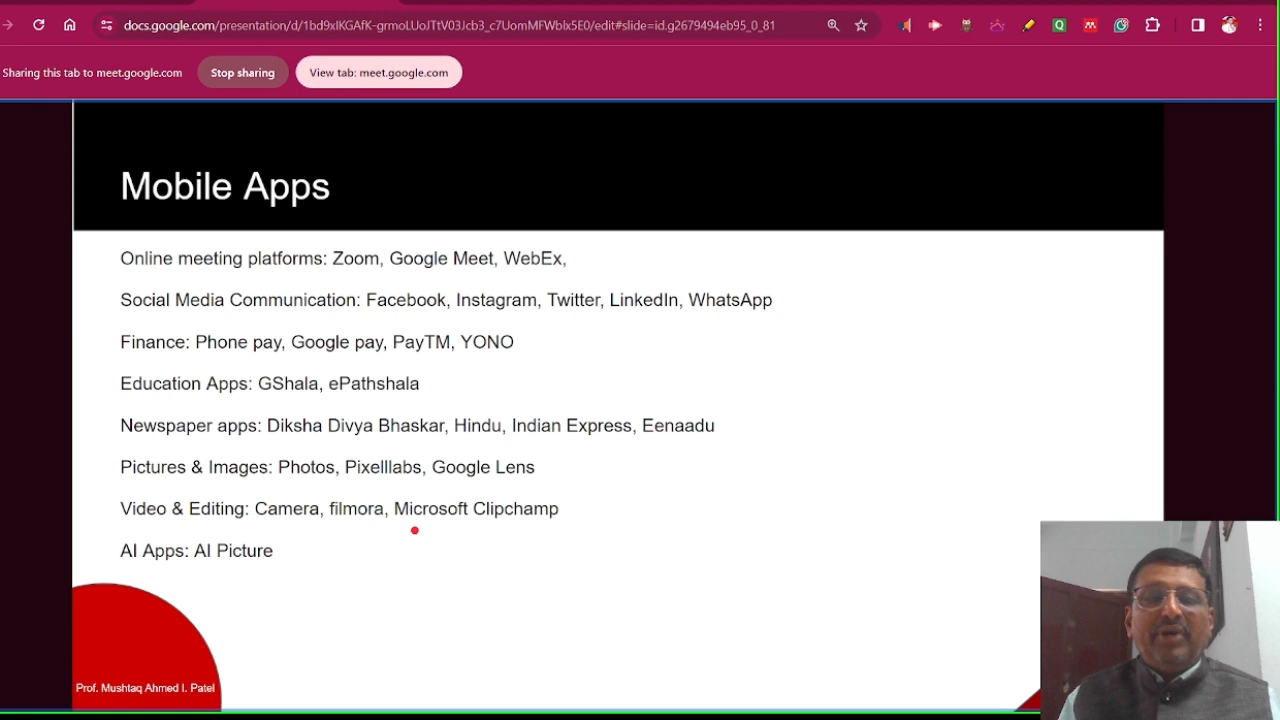 docs.google.com/presentation/d/1bd9xIKGAfK-grmoLUoJTtV03Jcb3_c7UomMFWblx5E0/edit#slide=id.g2679494eb95_0_81
Sharing this tab to meet.google.com
Stop sharing
View tab: meet.google.com
Mobile Apps
Online meeting platforms: Zoom, Google Meet, WebEx,
Social Media Communication: Facebook, Instagram, Twitter, LinkedIn, WhatsApp
Finance: Phone pay, Google pay, PayTM, YONO
Education Apps: GShala, ePathshala
Newspaper apps: Diksha Divya Bhaskar, Hindu, Indian Express, Eenaadu
Pictures & Images: Photos, Pixelllabs, Google Lens
Video & Editing: Camera, filmora, Microsoft Clipchamp
AI Apps: AI Picture
Prof. Mushtaq Ahmed I. Patel